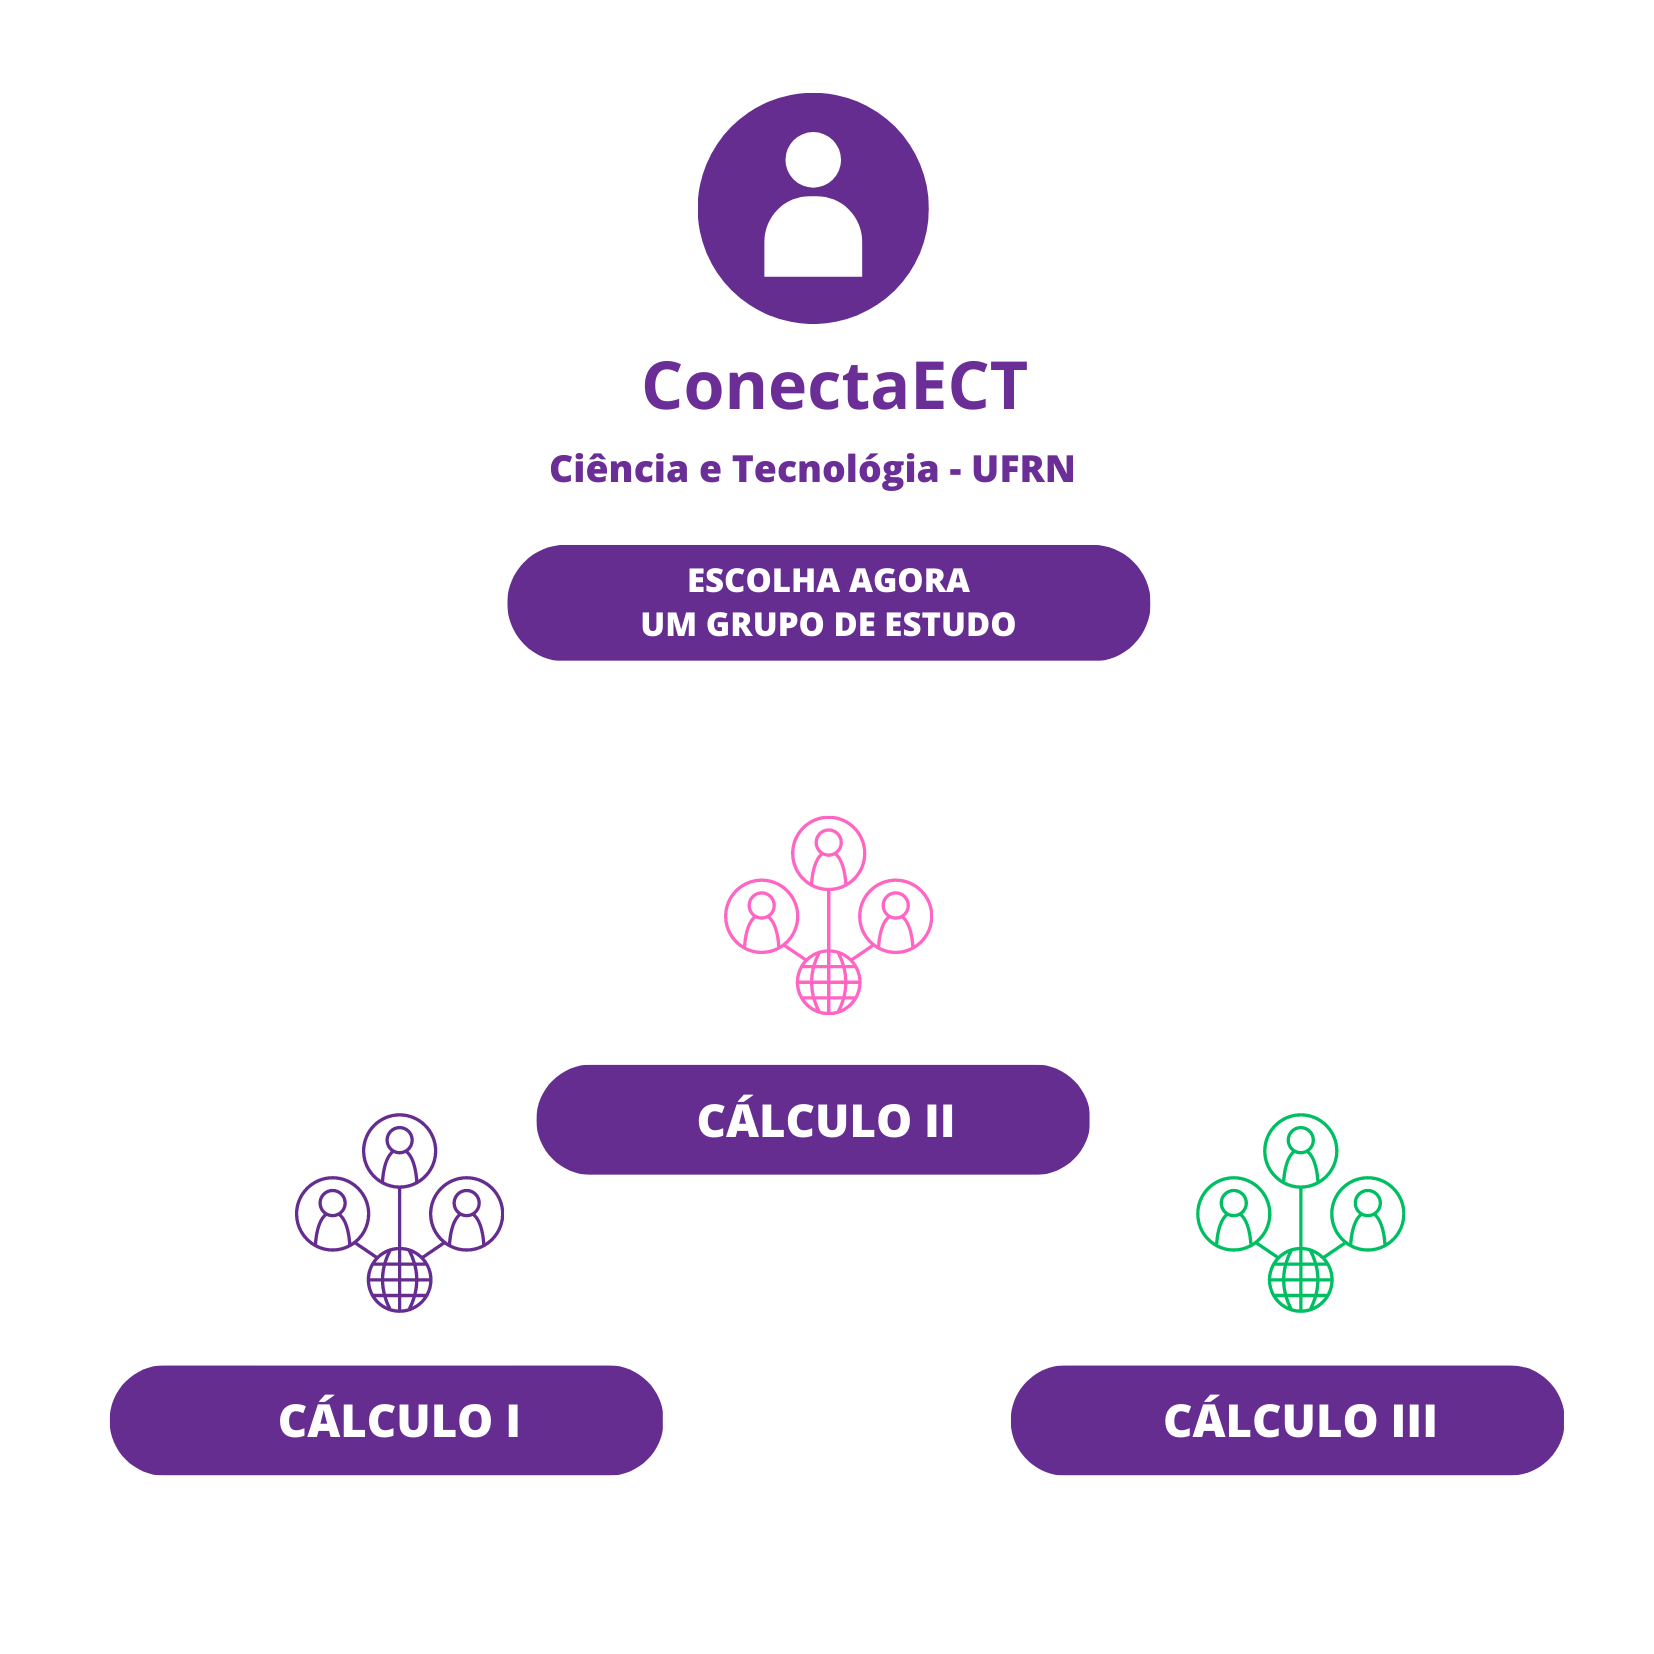 ConectaECT
Ciência e Tecnológia - UFRN
ESCOLHA AGORA
UM GRUPO DE ESTUDO
CÁLCULO II
CÁLCULO I
CÁLCULO III